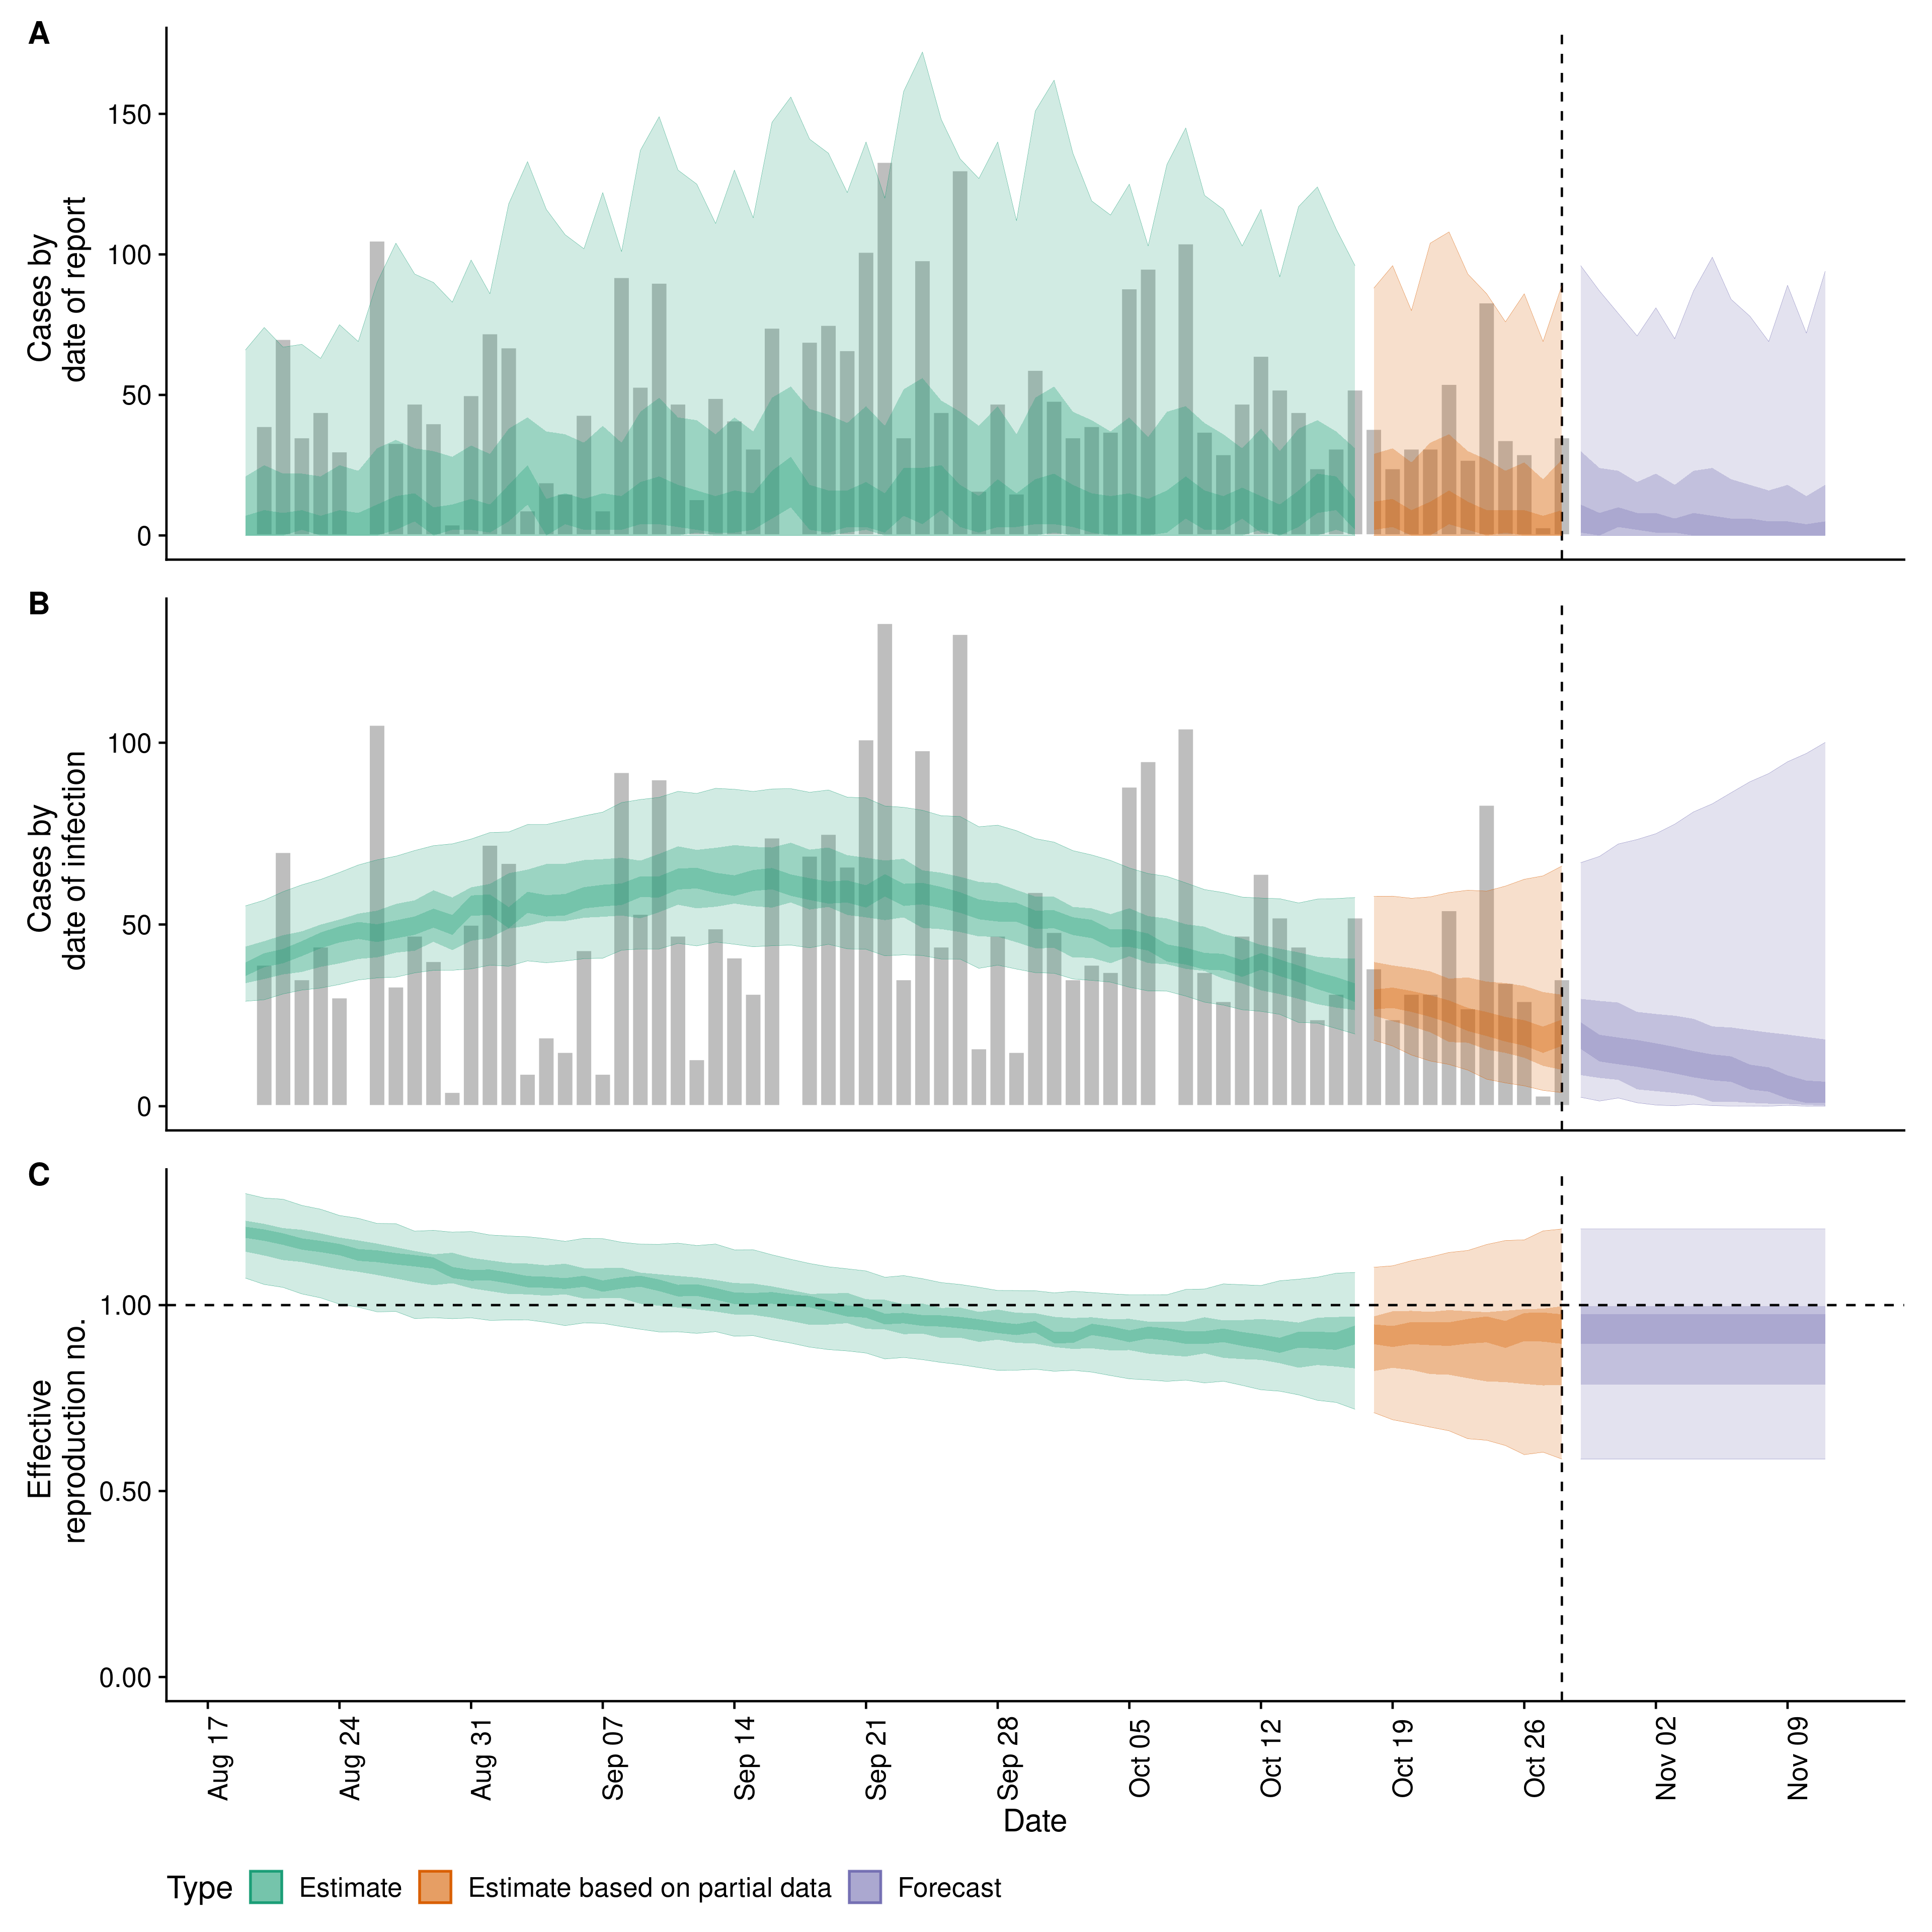 A
Cases by
date of report
150
100
50
0
B
Cases by
date of infection
100
50
0
C
Effective
reproduction no.
1.00
0.50
0.00
Aug 17
Aug 24
Aug 31
Sep 07
Sep 14
Sep 21
Sep 28
Oct 05
Oct 12
Oct 19
Oct 26
Nov 02
Nov 09
Date
Type Estimate Estimate based on partial data Forecast